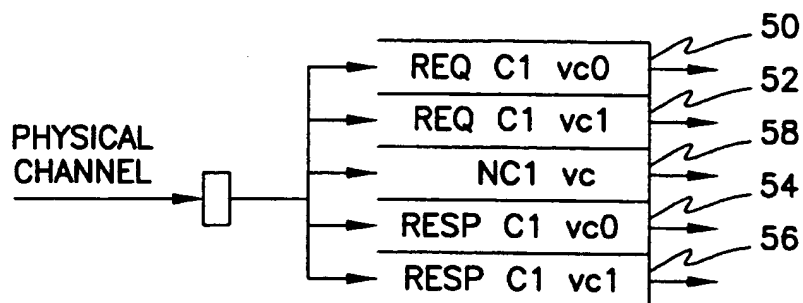 50
REQ C1 vc0
52
REQ C1 vc1
PHYSICAL
CHANNEL
58
NC1 vc
54
RESP C1 vc0
56
RESP C1 vc1